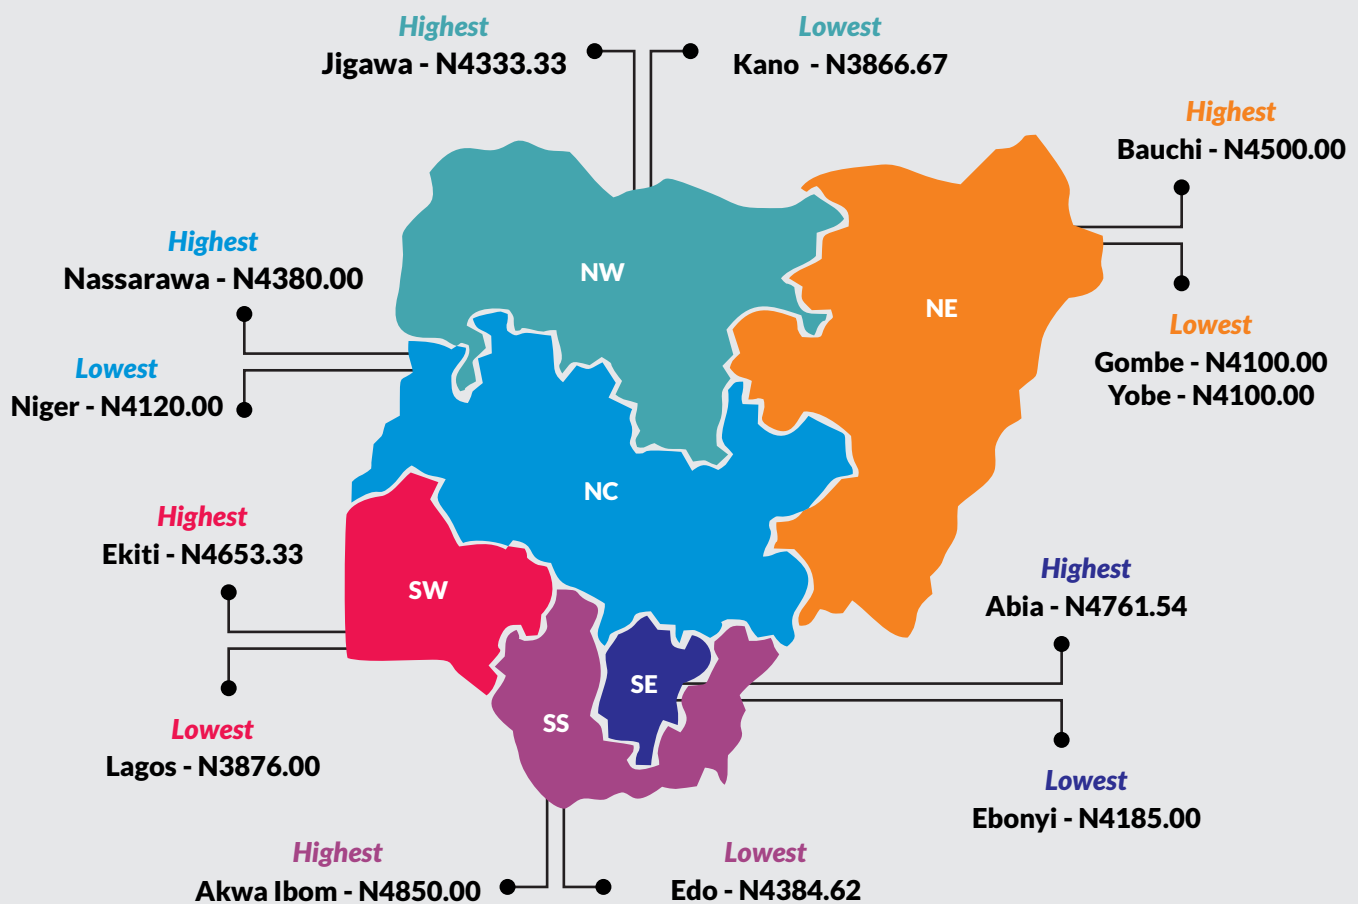 Highest
Jigawa - N4333.33
Lowest
Kano - N3866.67
Highest
Bauchi - N4500.00
Highest
Nassarawa - N4380.00
NW
NE
Lowest
Gombe - N4100.00
Yobe - N4100.00
Lowest
Niger - N4120.00
NC
Highest
Ekiti - N4653.33
SW
Highest
Abia - N4761.54
SE
SS
Lowest
Lagos - N3876.00
Lowest
Ebonyi - N4185.00
Highest
Akwa Ibom - N4850.00
Lowest
Edo - N4384.62